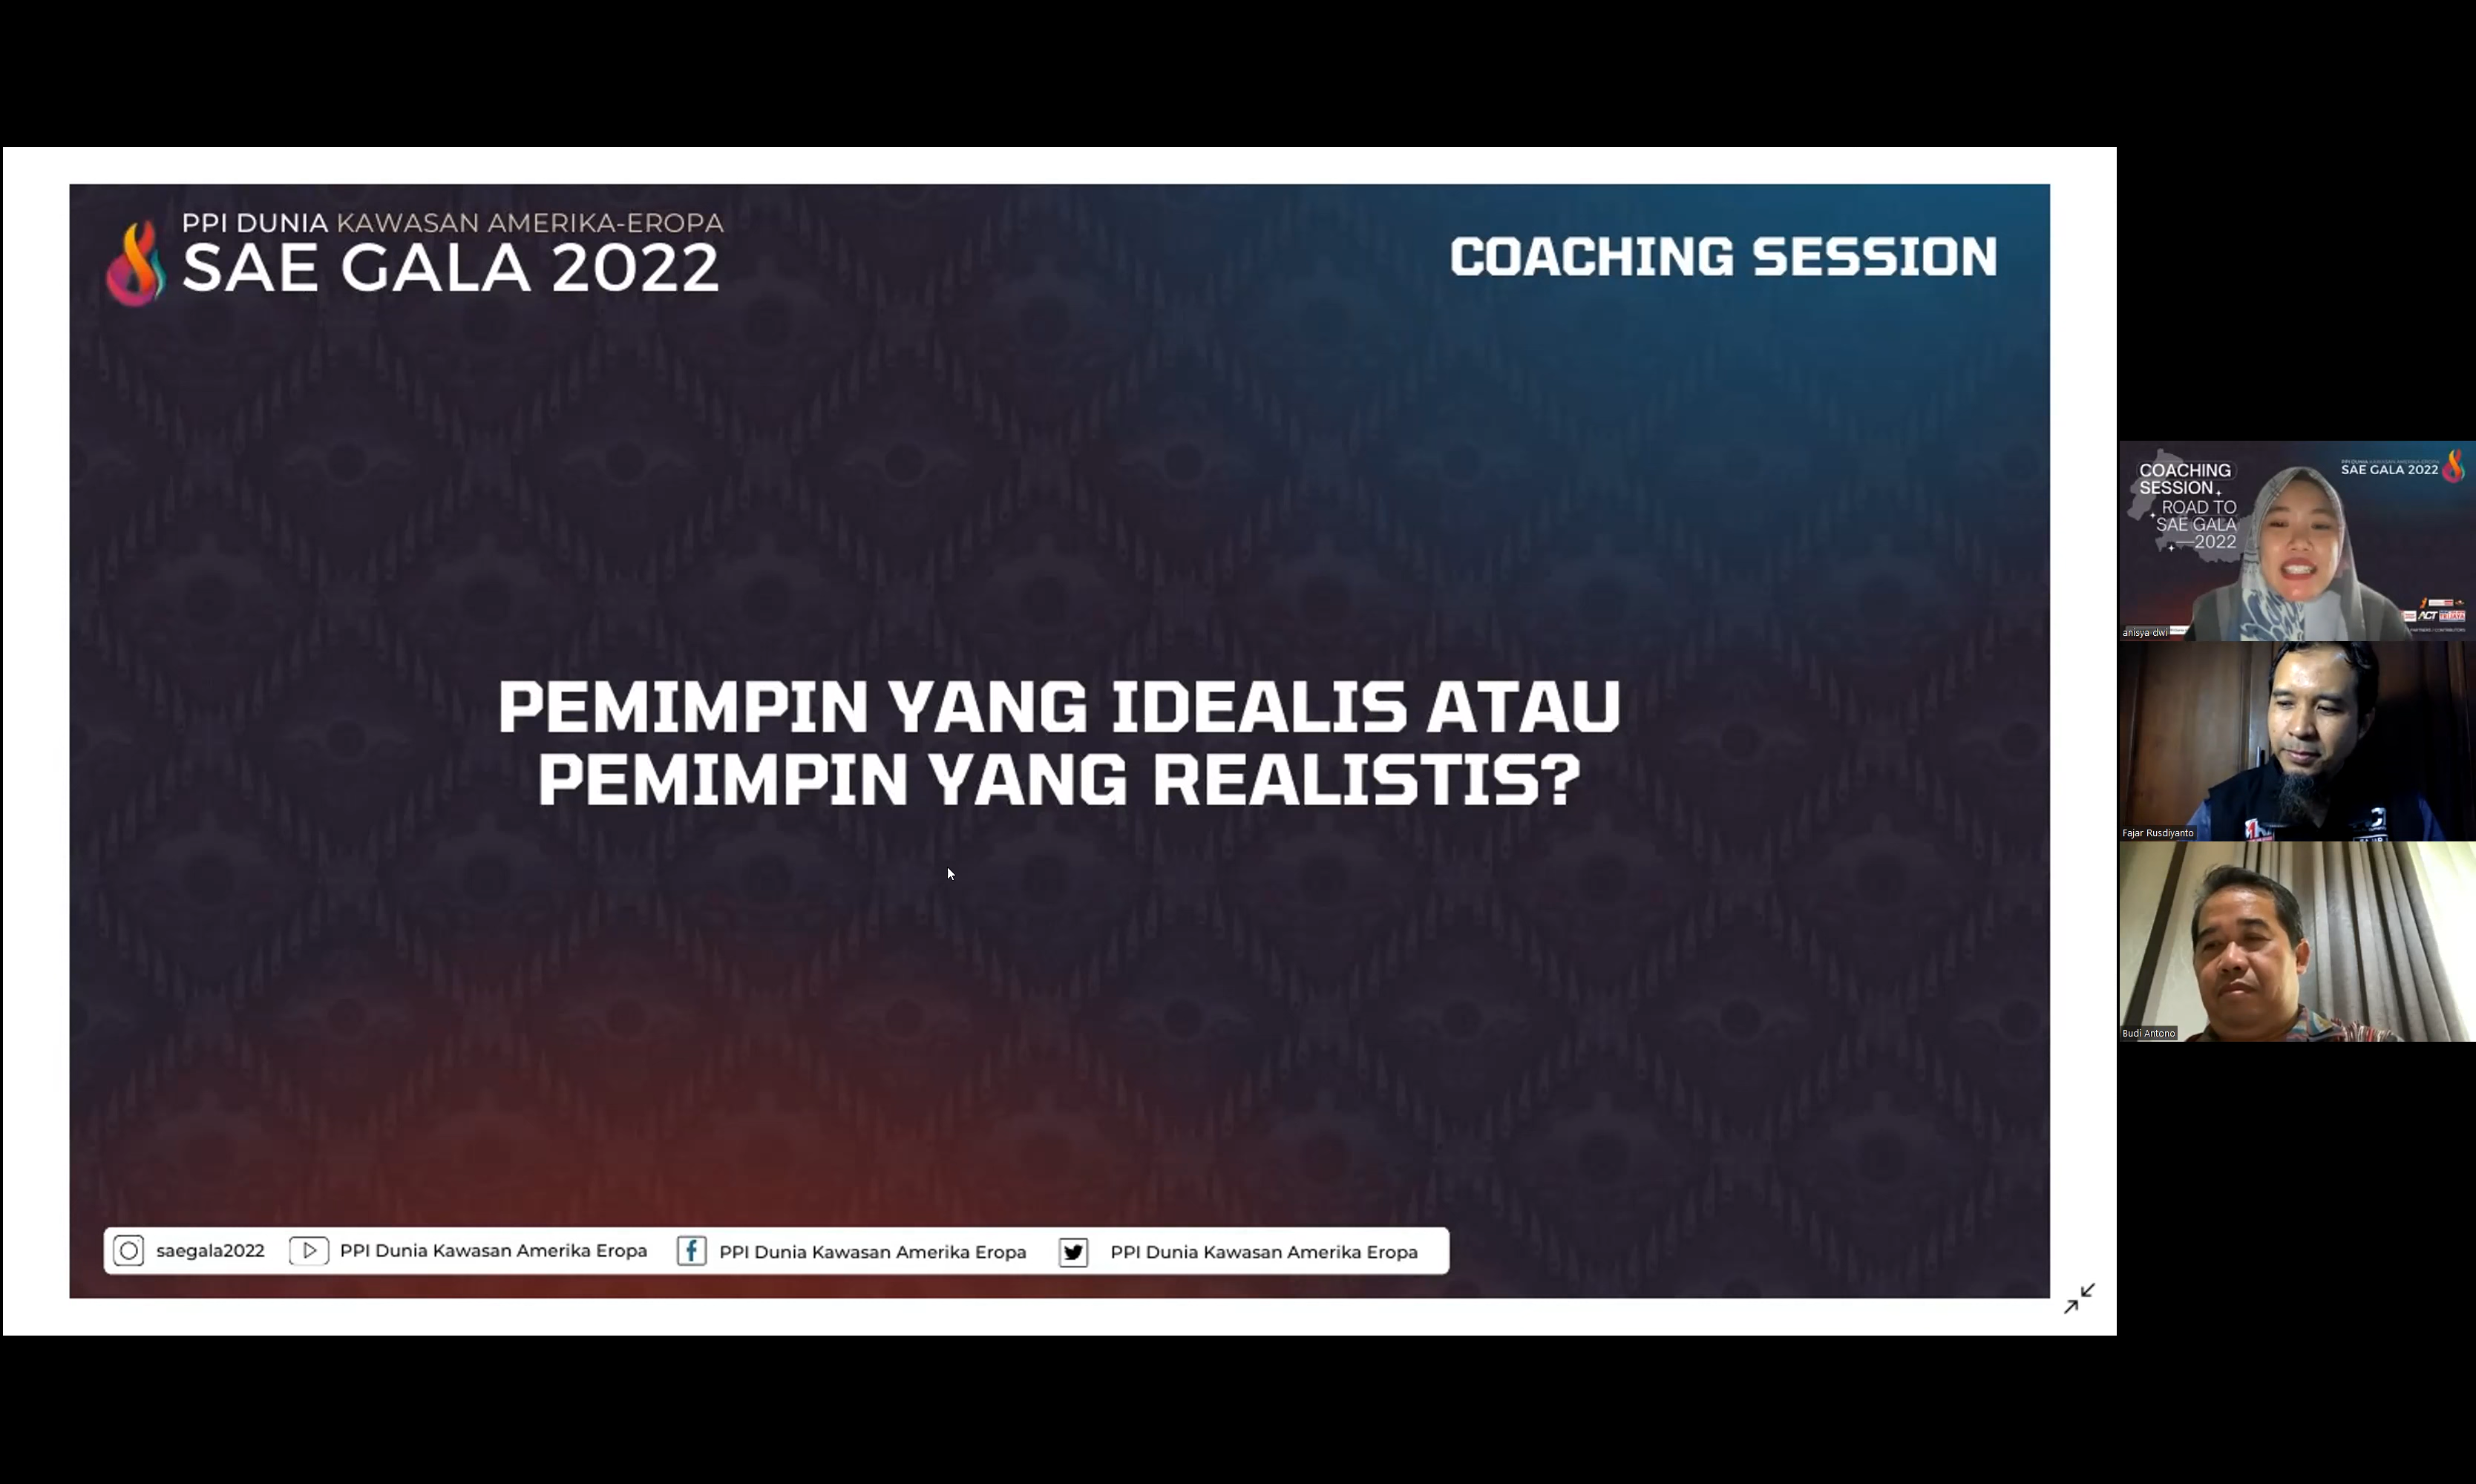 PPI DUNIA KAWASAN AMERIKA-EROPA
SAE GALA 2022
COACHING SESSION
PEMIMPIN YANG IDEALIS ATAU
PEMIMPIN YANG REALISTIS?
saegala2022
PPI Dunia Kawasan Amerika Eropa
PPI Dunia Kawasan Amerika Eropa
PPI Dunia Kawasan Amerika Eropa
COACHING
SESSION
ROAD TO
SAE GALA
—2022
SAE GALA 2022
ACT
anisya dwi
Fajar Rusdiyanto
Budi Antono